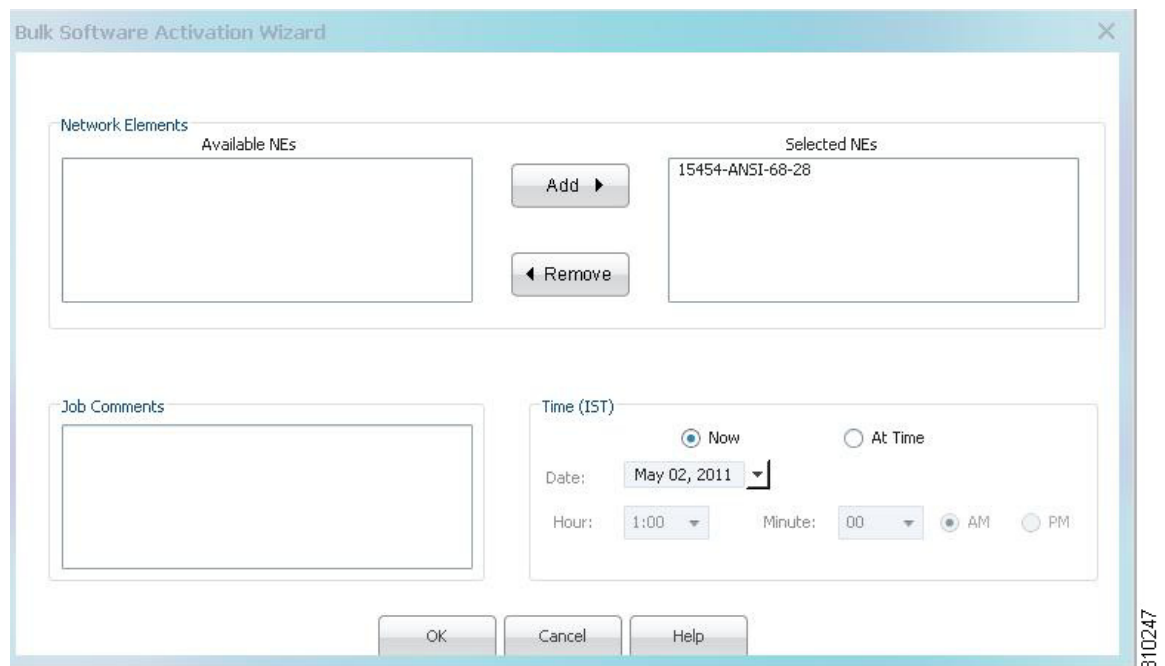 Bulk Software Activation Wizard
Network Elements
Available NEs
Selected NEs
15454-ANSI-68-28
Add
Remove
Job Comments
Time (IST)
Now At Time
Date: May 02, 2011
Hour: 1:00 Minute: 00 AM PM
OK Cancel Help
310247